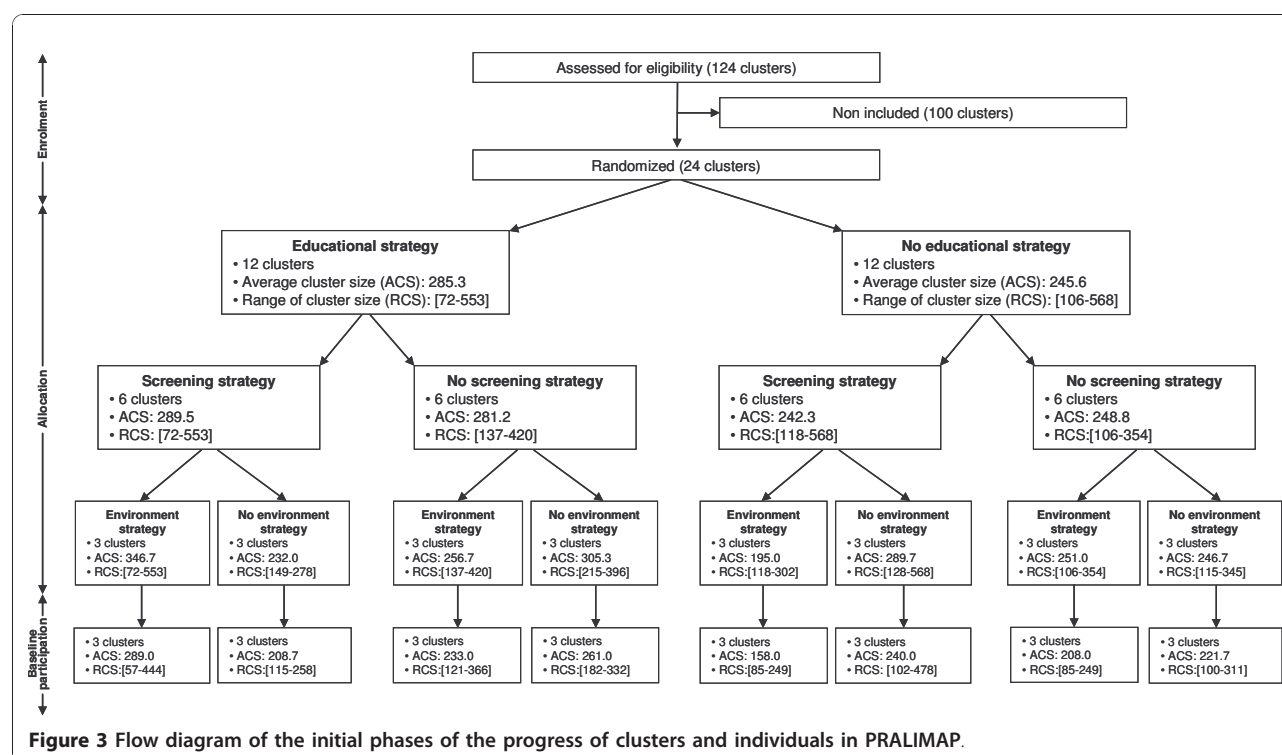 Assessed for eligibility (124 clusters)
Non included (100 clusters)
Randomized (24 clusters)
Enrolment
Allocation
Baseline
participation
Educational strategy
• 12 clusters
• Average cluster size (ACS): 285.3
• Range of cluster size (RCS): [72-553]
No educational strategy
• 12 clusters
• Average cluster size (ACS): 245.6
• Range of cluster size (RCS): [106-568]
Screening strategy
• 6 clusters
• ACS: 289.5
• RCS: [72-553]
No screening strategy
• 6 clusters
• ACS: 281.2
• RCS: [137-420]
Screening strategy
• 6 clusters
• ACS: 242.3
• RCS:[118-568]
No screening strategy
• 6 clusters
• ACS: 248.8
• RCS:[106-354]
Environment
strategy
• 3 clusters
• ACS: 346.7
• RCS:[72-553]
No environment
strategy
• 3 clusters
• ACS: 232.0
• RCS:[149-278]
Environment
strategy
• 3 clusters
• ACS: 256.7
• RCS:[137-420]
No environment
strategy
• 3 clusters
• ACS: 305.3
• RCS:[215-396]
Environment
strategy
• 3 clusters
• ACS: 195.0
• RCS:[118-302]
No environment
strategy
• 3 clusters
• ACS: 289.7
• RCS:[128-568]
Environment
strategy
• 3 clusters
• ACS: 251.0
• RCS:[106-354]
No environment
strategy
• 3 clusters
• ACS: 246.7
• RCS:[115-345]
• 3 clusters
• ACS: 289.0
• RCS:[57-444]
• 3 clusters
• ACS: 208.7
• RCS:[115-258]
• 3 clusters
• ACS: 233.0
• RCS:[121-366]
• 3 clusters
• ACS: 261.0
• RCS:[182-332]
• 3 clusters
• ACS: 158.0
• RCS:[85-249]
• 3 clusters
• ACS: 240.0
• RCS:[102-478]
• 3 clusters
• ACS: 208.0
• RCS:[85-249]
• 3 clusters
• ACS: 221.7
• RCS:[100-311]
Figure 3 Flow diagram of the initial phases of the progress of clusters and individuals in PRALIMAP.